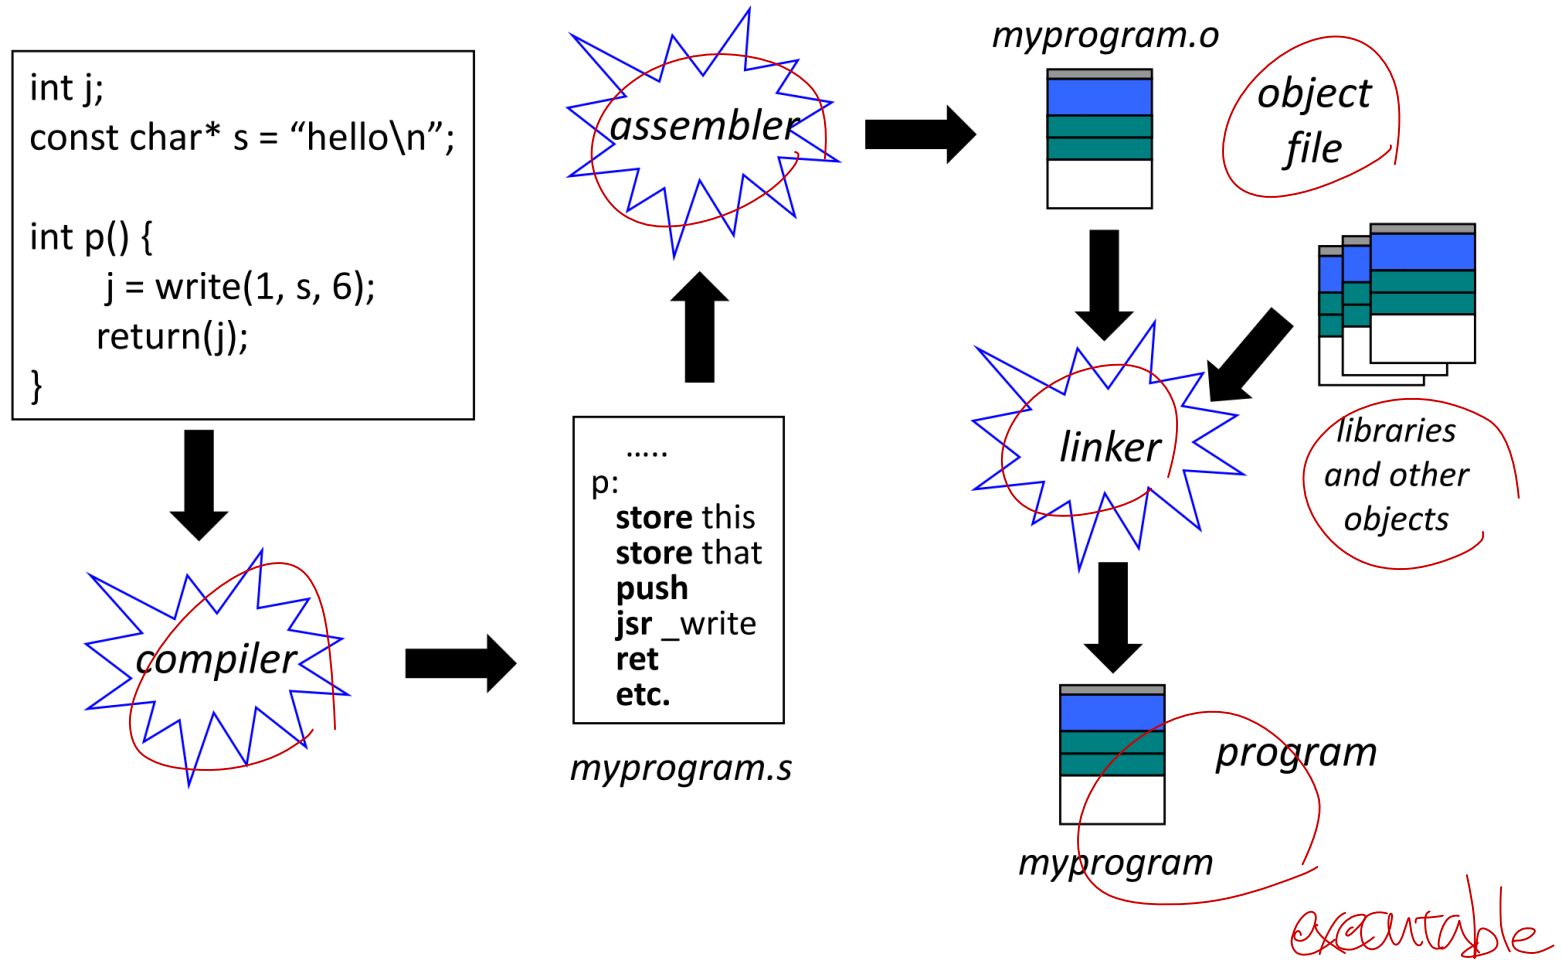 int j;
const char* s = “hello\n”;
int p() {
j = write(1, s, 6);
return(j);
}
compiler
…..
p:
store this
store that
push
jsr _write
ret
etc.
myprogram.s
assembler
myprogram.o
object
file
libraries
and other
objects
linker
program
myprogram
executable